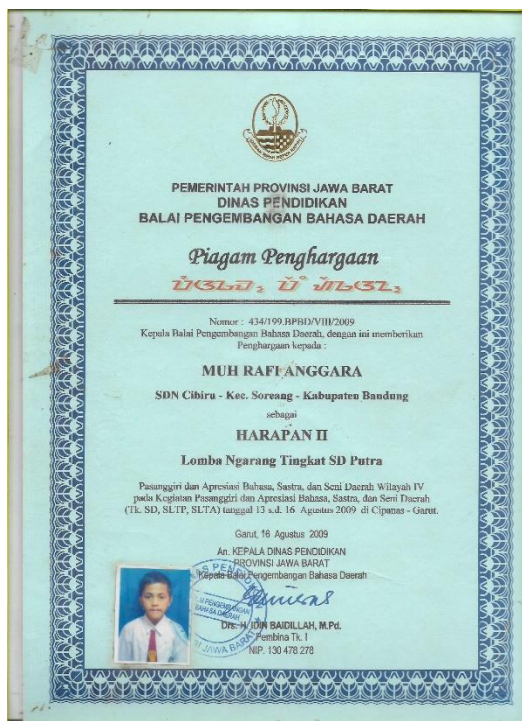 PEMERINTAH PROVINSI JAWA BARAT
DINAS PENDIDIKAN
BALAI PENGEMBANGAN BAHASA DAERAH
Piagam Penghargaan
Nomor : 434/199.BPBD/VIII/2009
Kepala Balai Pengembangan Bahasa Daerah, dengan ini memberikan
Penghargaan kepada :
MUH RAFI ANGGARA
SDN Cibiru - Kec. Soreang - Kabupaten Bandung
sebagai
HARAPAN II
Lomba Ngarang Tingkat SD Putra
Pasanggiri dan Apresiasi Bahasa, Sastra, dan Seni Daerah Wilayah IV
pada Kegiatan Pasanggiri dan Apresiasi Bahasa, Sastra, dan Seni Daerah
(Tk. SD, SLTP, SLTA) tanggal 13 s.d. 16 Agustus 2009 di Cipanas - Garut.
Garut, 16 Agustus 2009
An. KEPALA DINAS PENDIDIKAN
PROVINSI JAWA BARAT
Kepala Balai Pengembangan Bahasa Daerah
Drs. H. IDIN BAIDILLAH, M.Pd.
Pembina Tk. I
NIP. 130 478 278